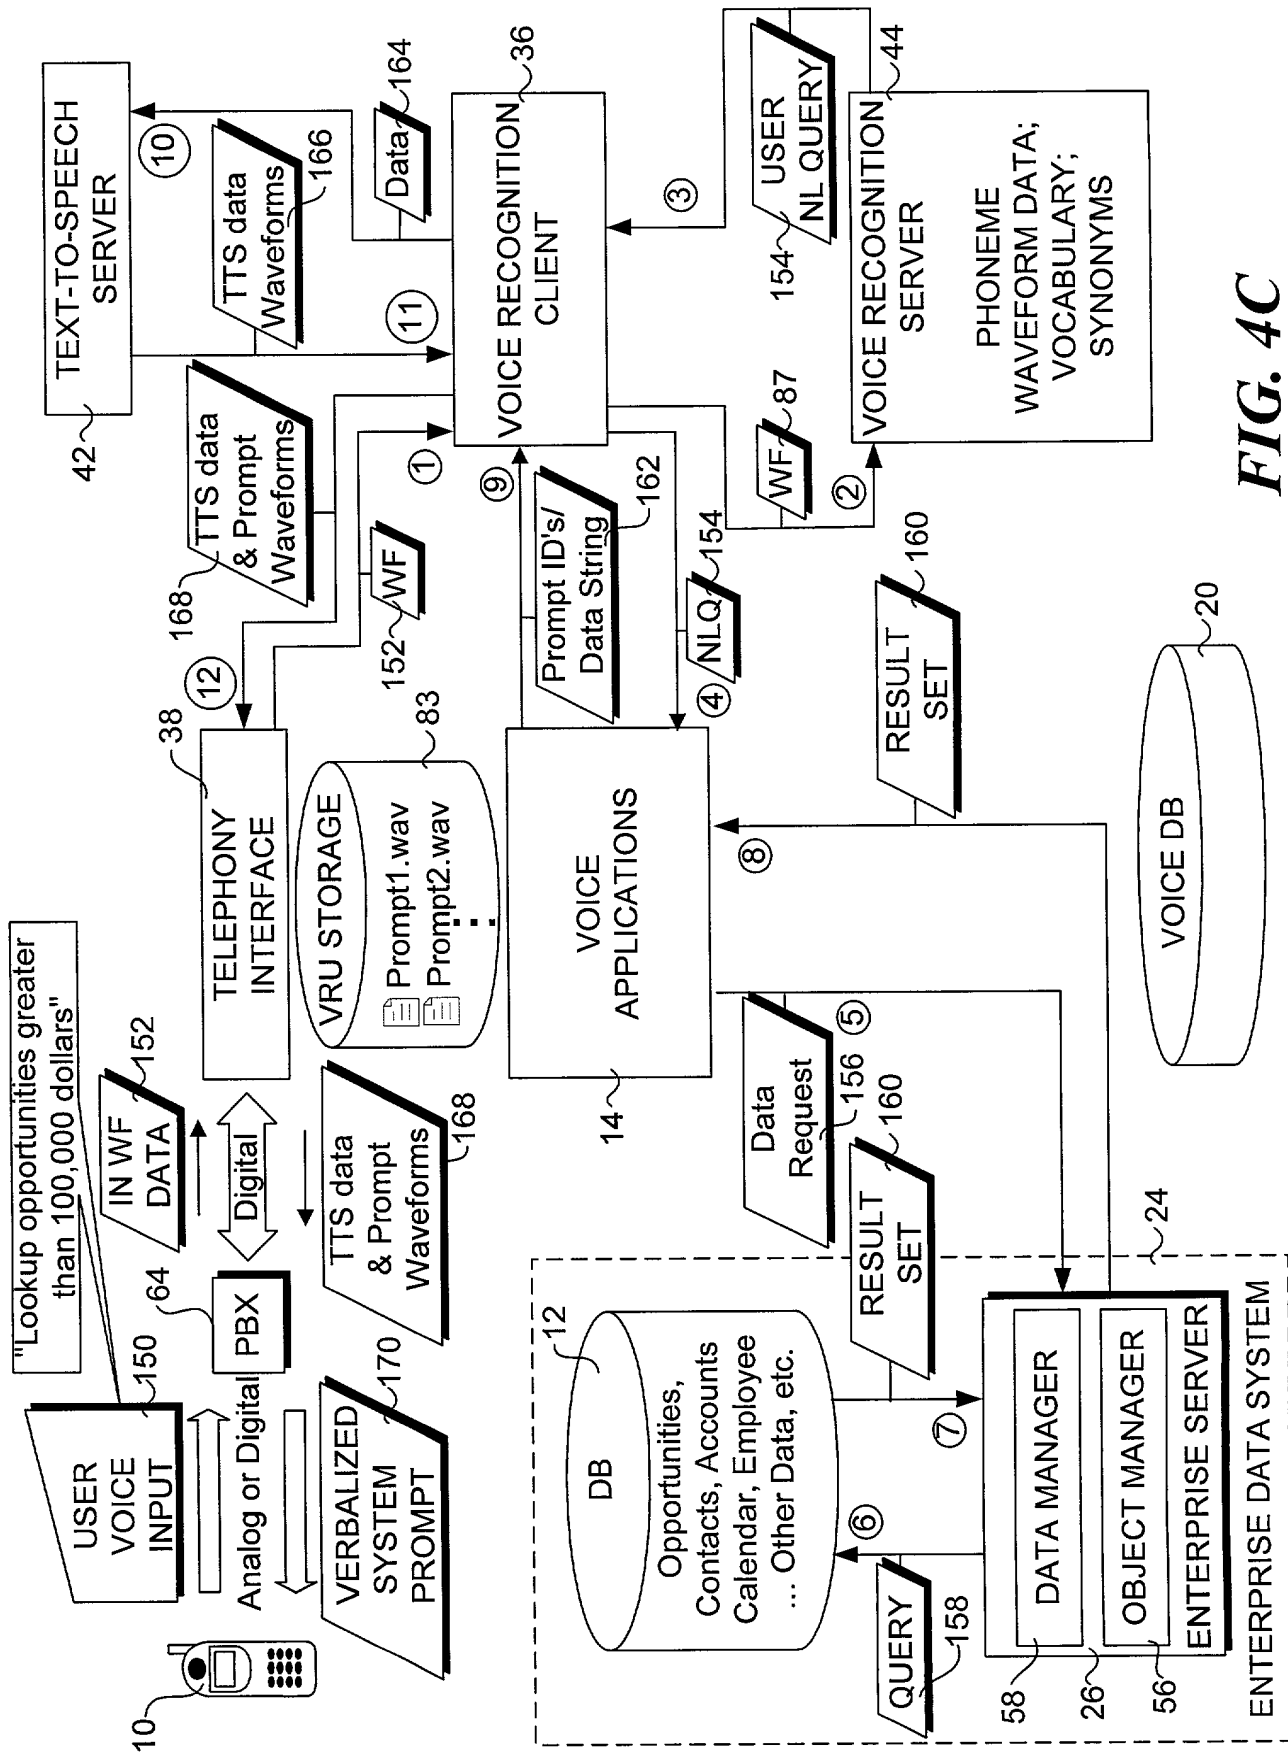 "Lookup opportunities greater
than 100,000 dollars"
USER
VOICE
INPUT
150
10
Analog or Digital
VERBALIZED
SYSTEM
PROMPT
170
64
PBX
IN WF
DATA
152
Digital
TTS data
& Prompt
Waveforms
168
38
TELEPHONY
INTERFACE
12
168
TTS data
& Prompt
Waveforms
152
WF
1
42
TEXT-TO-SPEECH
SERVER
10
TTS data
Waveforms
166
11
Data
164
VRU STORAGE
83
Prompt1.wav
Prompt2.wav
...
VOICE
APPLICATIONS
14
9
Prompt ID's/
Data String
162
4
NLQ
154
VOICE RECOGNITION
CLIENT
36
3
USER
NL QUERY
154
WF
87
2
VOICE RECOGNITION
SERVER
44
PHONEME
WAVEFORM DATA;
VOCABULARY;
SYNONYMS
Data
Request
156
5
RESULT
SET
160
8
RESULT
SET
160
DB
12
Opportunities,
Contacts, Accounts
Calendar, Employee
... Other Data, etc.
6
QUERY
158
7
DATA MANAGER
58
OBJECT MANAGER
56
ENTERPRISE SERVER
26
ENTERPRISE DATA SYSTEM
24
VOICE DB
20
FIG. 4C